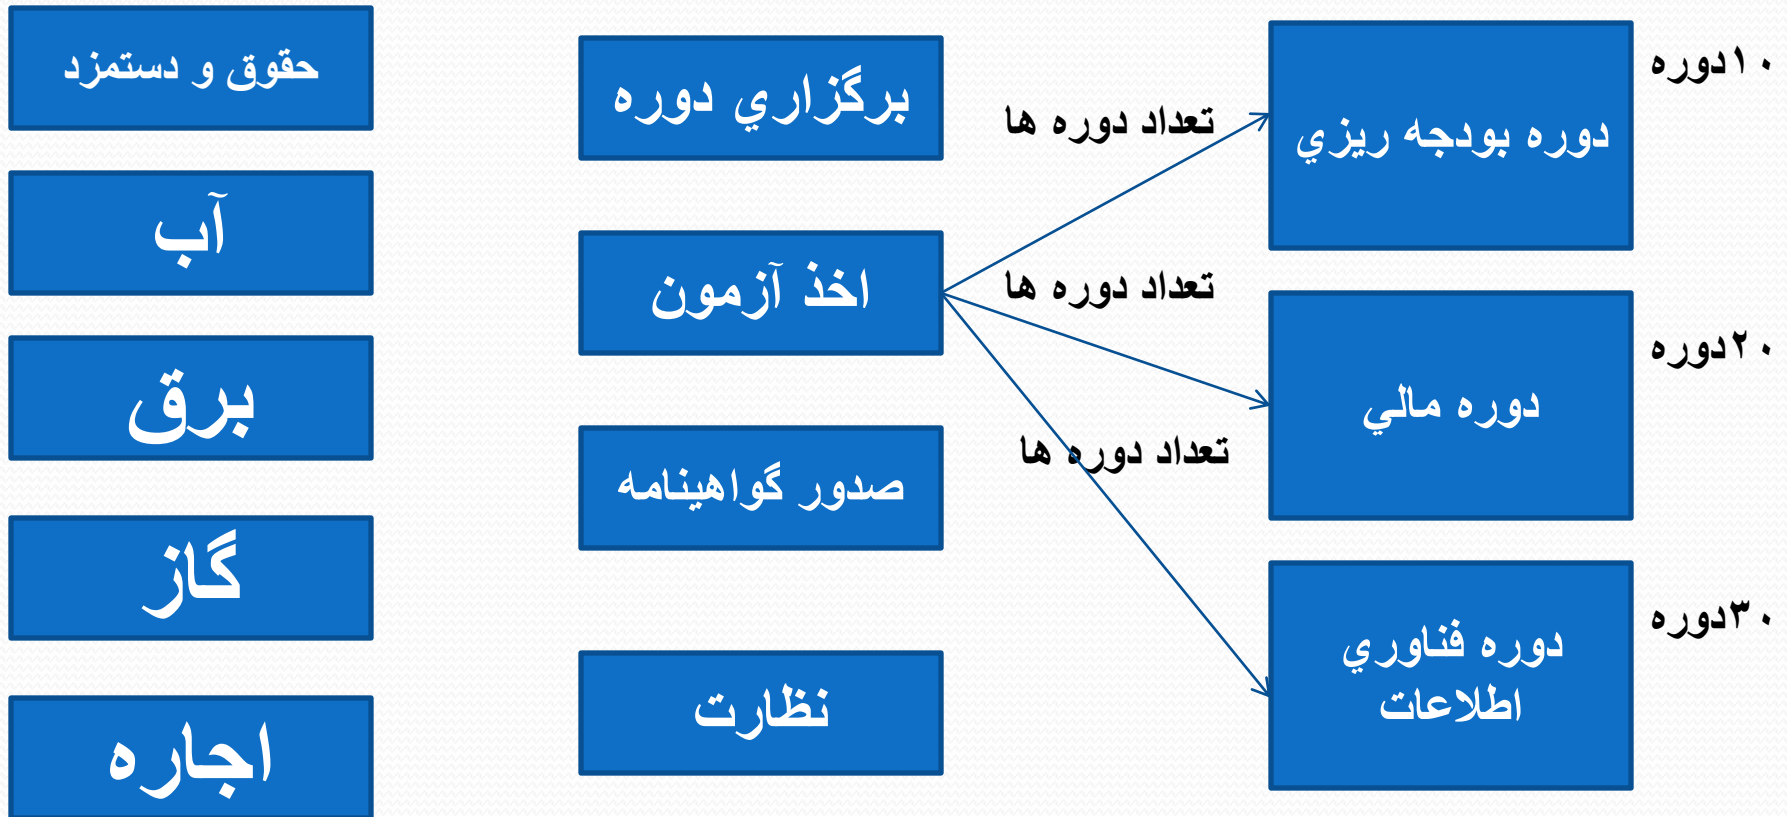 حقوق و دستمزد
آب
برق
گاز
اجاره
برگزاري دوره
اخذ آزمون
صدور گواهينامه
نظارت
تعداد دوره ها
تعداد دوره ها
تعداد دوره ها
دوره بودجه ريزي
۱۰دوره
دوره مالي
۲۰دوره
دوره فناوري
اطلاعات
۳۰دوره